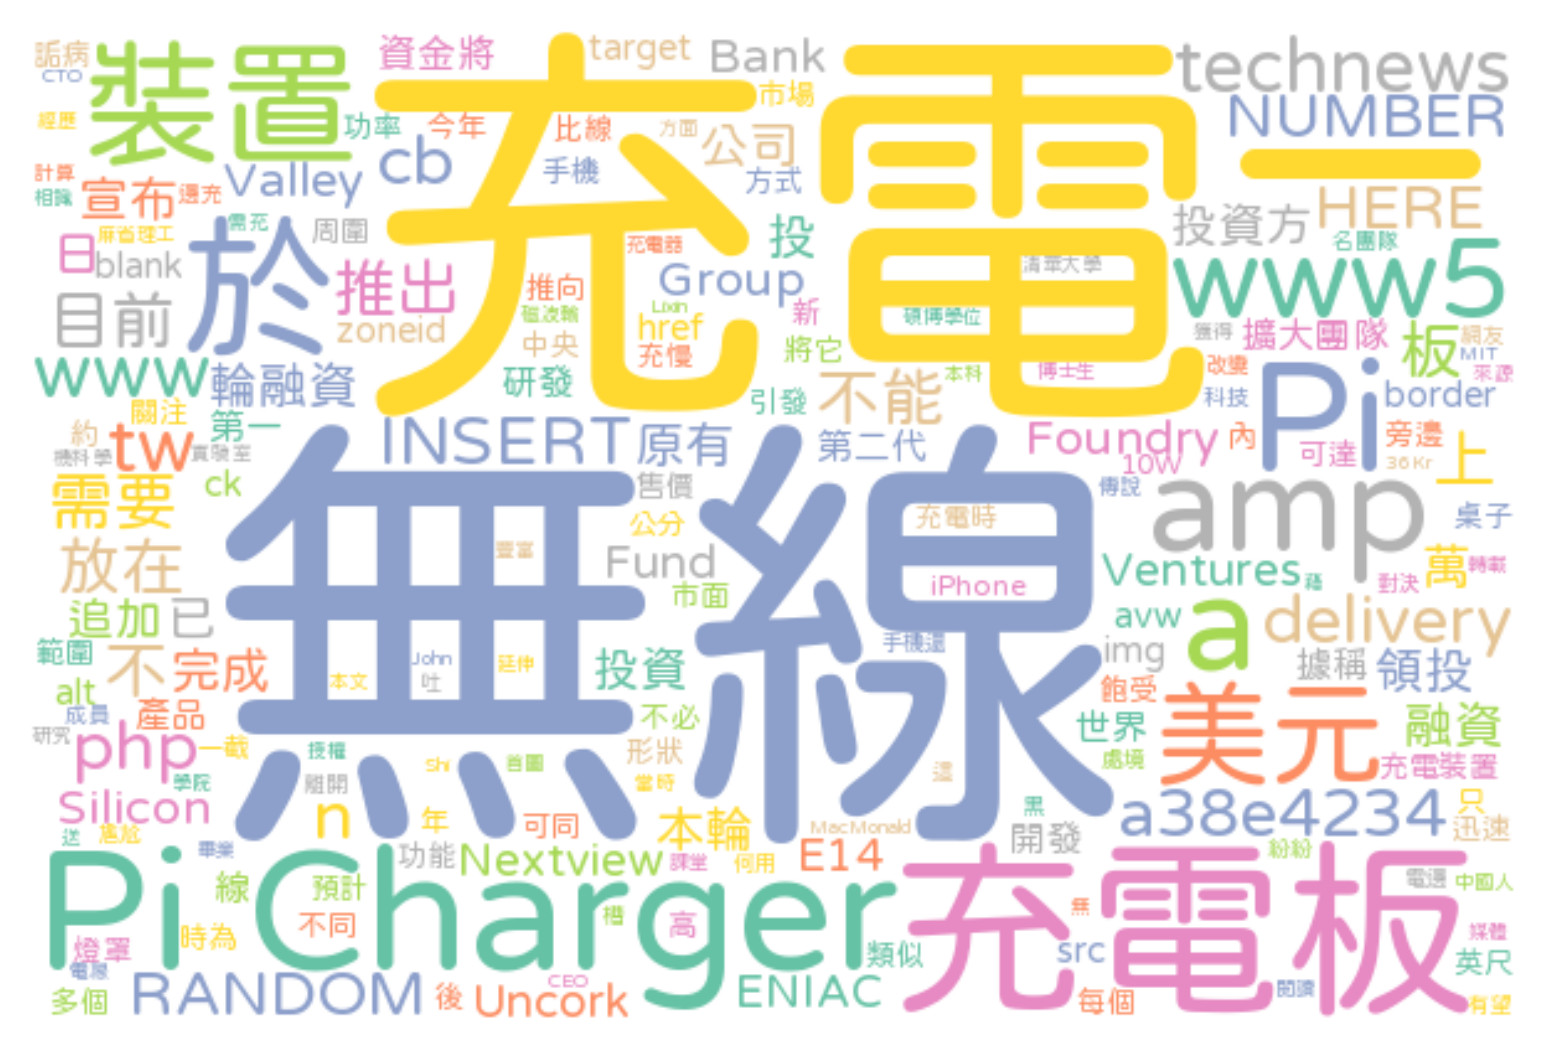 詬病
CTO
裝置
資金將
target
Bank
technews
充電
市場
NUMBER
經歷
功率
今年
比線
方面
公司
cb
一
計算
相識
宣布
邊充
Valley
手機
方式
HERE
麻省理工
需充
周圍
投資方
日
blank
於
推出
充電器
投
名團隊
www5
Group
清華大學
目前
zoneid
推向
磁波輸
Lixin
href
新
碩博學位
獲得
擴大團隊
板
網友
MIT
www
輪融資
中央
充慢
將它
研發
不能
本科
博士生
改變
來源
關注
第一
引發
科技
Pi
border
約
tw
實驗室
機科學
INSERT
原有
第二代
Foundry
10W
內
可達
旁邊
36Kr
上
需要
ck
售價
傳說
amp
桌子
公分
充電時
無線
豐富
放在
Fund
iPhone
Ventures
萬
轉載
對決
追加
已
市面
avw
a
delivery
範圍
不
完成
John
吐
本文
延伸
投資
手機還
img
據稱
領投
alt
成員
產品
不必
飽受
世界
美元
融資
研究
php
一截
授權
Shi
首圖
形狀
處境
充電裝置
學院
離開
當時
這
Silicon
n
年
可同
本輪
MacMonald
黑
開發
a38e4234
只
迅速
送
尷尬
畢業
功能
Nextview
課堂
何用
E14
紛紛
Pi Charger
充電板
線
預計
電邊
中國人
燈罩
時為
不同
槽
高
無
類似
src
媒體
英尺
電源
多個
RANDOM
後
CEO
Uncork
ENIAC
每個
閱讀
有望